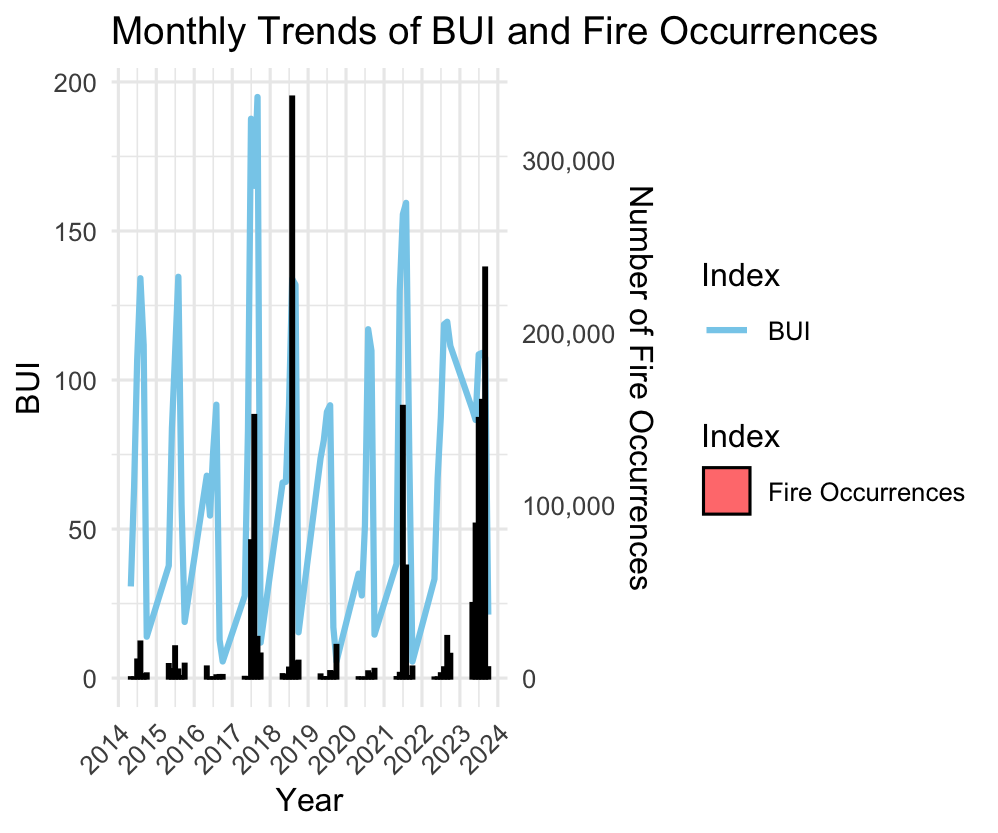 Monthly Trends of BUI and Fire Occurrences
BUI
200
150
100
50
0
300,000
200,000
100,000
0
Number of Fire Occurrences
2014
2015
2016
2017
2018
2019
2020
2021
2022
2023
2024
Year
Index
BUI
Index
Fire Occurrences